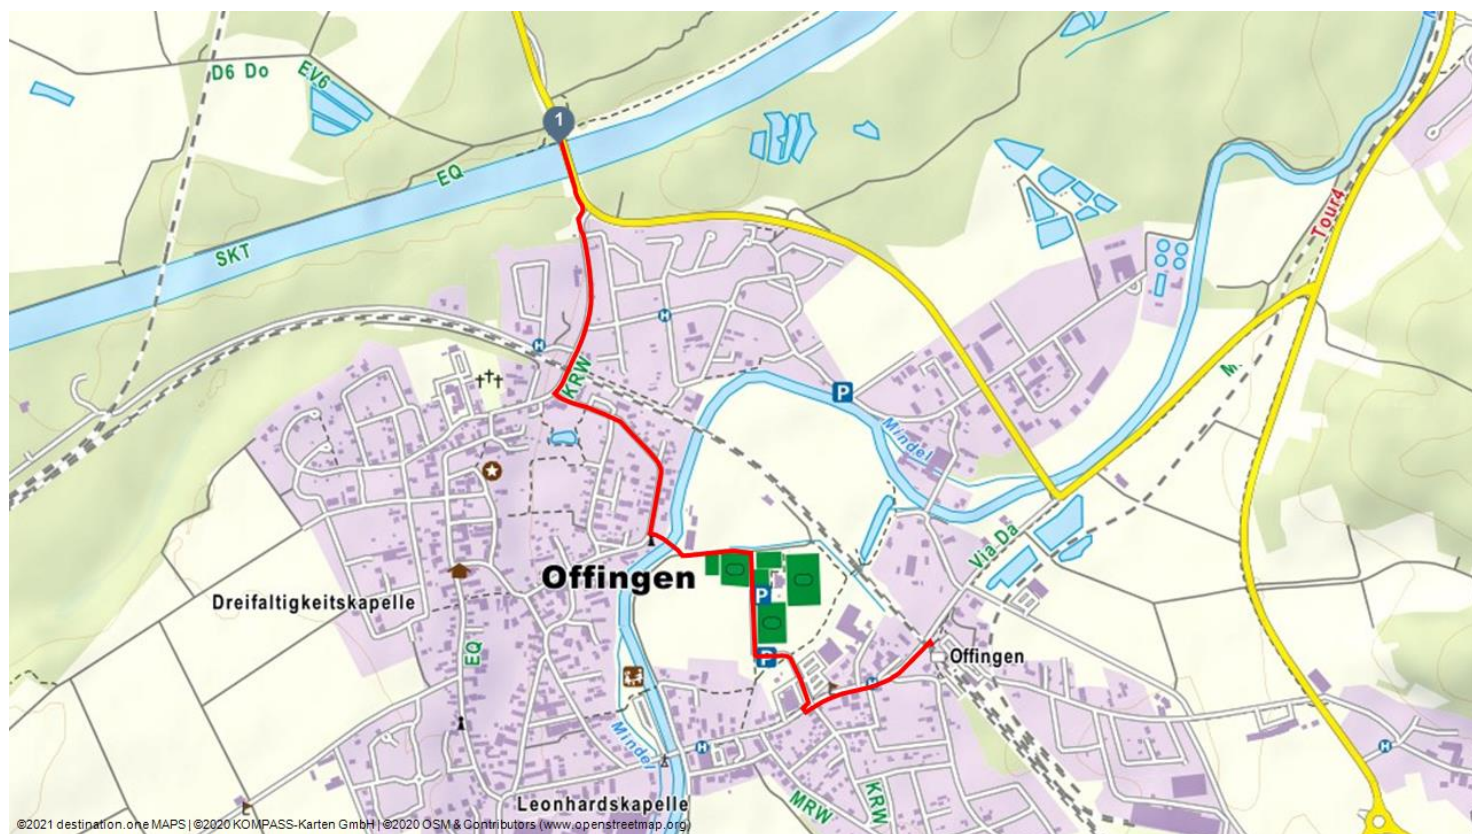 D6 Do
EV6
1
EQ
SKT
Tour4
H
H
KRW
M.
P
Mindel
Via Da
Offingen
P
Dreifaltigkeitskapelle
EQ
P
Offingen
H
Mindel
H
H
Leonhardskapelle
MRW
KRW
©2021 destination.one MAPS | ©2020 KOMPASS-Karten GmbH | ©2020 OSM & Contributors (www.openstreetmap.org)